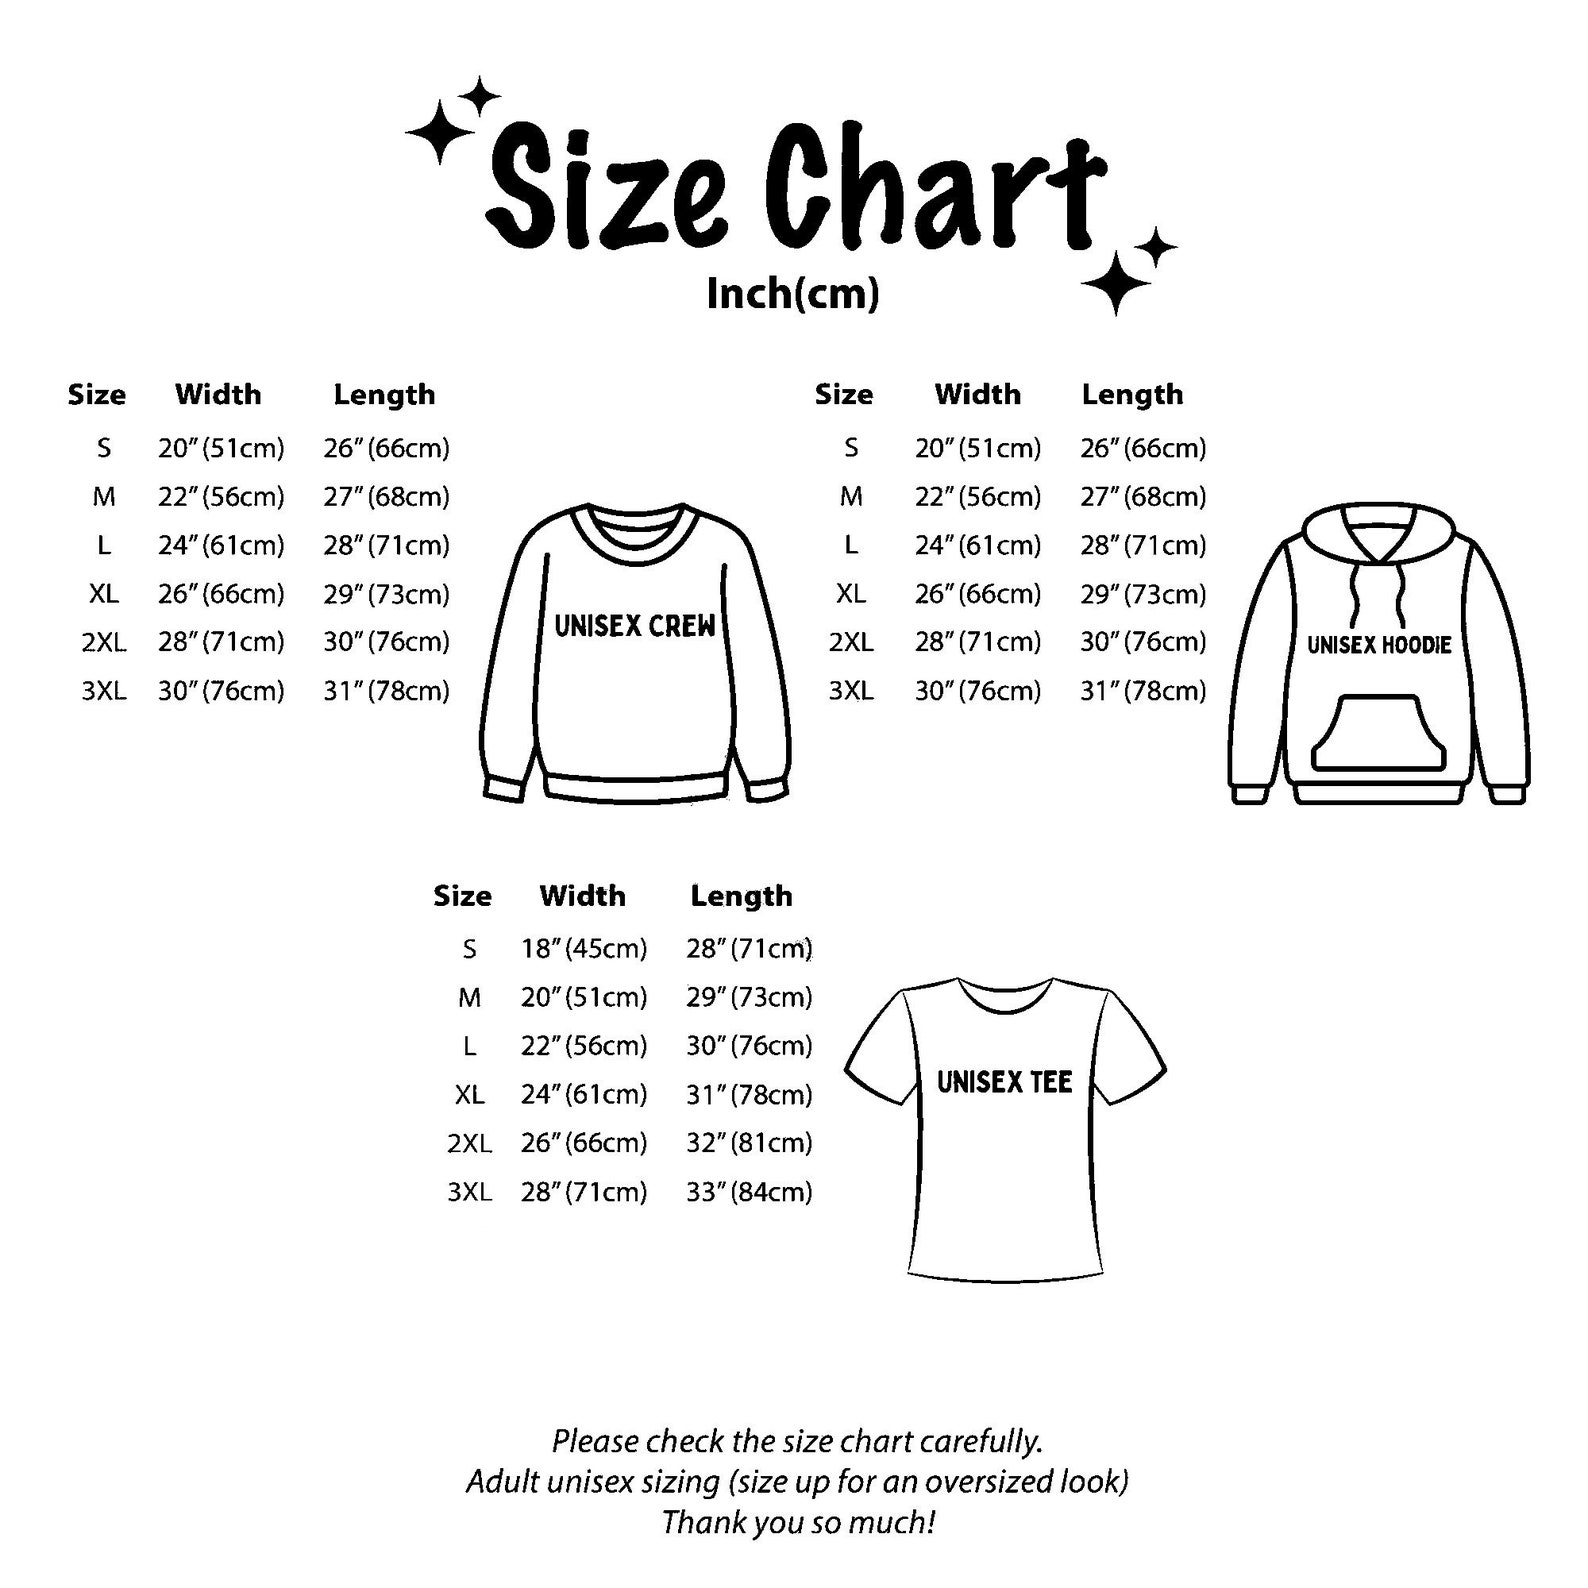 Size Chart
Inch(cm)
Size Width Length
S 20” (51cm) 26” (66cm)
M 22” (56cm) 27” (68cm)
L 24” (61cm) 28” (71cm)
XL 26” (66cm) 29” (73cm)
2XL 28” (71cm) 30” (76cm)
3XL 30” (76cm) 31” (78cm)
UNISEX CREW
Size Width Length
S 20” (51cm) 26” (66cm)
M 22” (56cm) 27” (68cm)
L 24” (61cm) 28” (71cm)
XL 26” (66cm) 29” (73cm)
2XL 28” (71cm) 30” (76cm)
3XL 30” (76cm) 31” (78cm)
UNISEX HOODIE
Size Width Length
S 18” (45cm) 28” (71cm)
M 20” (51cm) 29” (73cm)
L 22” (56cm) 30” (76cm)
XL 24” (61cm) 31” (78cm)
2XL 26” (66cm) 32” (81cm)
3XL 28” (71cm) 33” (84cm)
UNISEX TEE
Please check the size chart carefully.
Adult unisex sizing (size up for an oversized look)
Thank you so much!